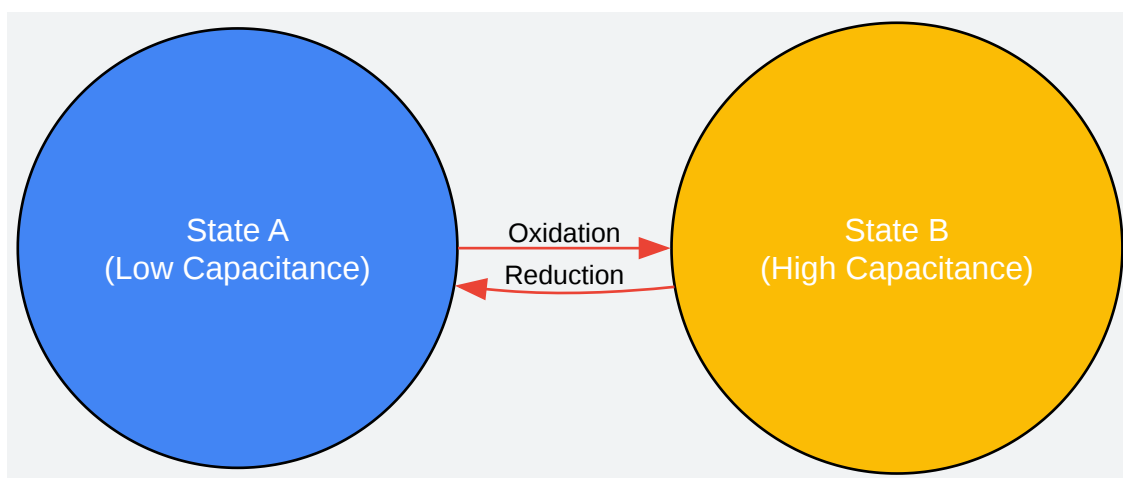 State A
(Low Capacitance)
Oxidation
Reduction
State B
(High Capacitance)